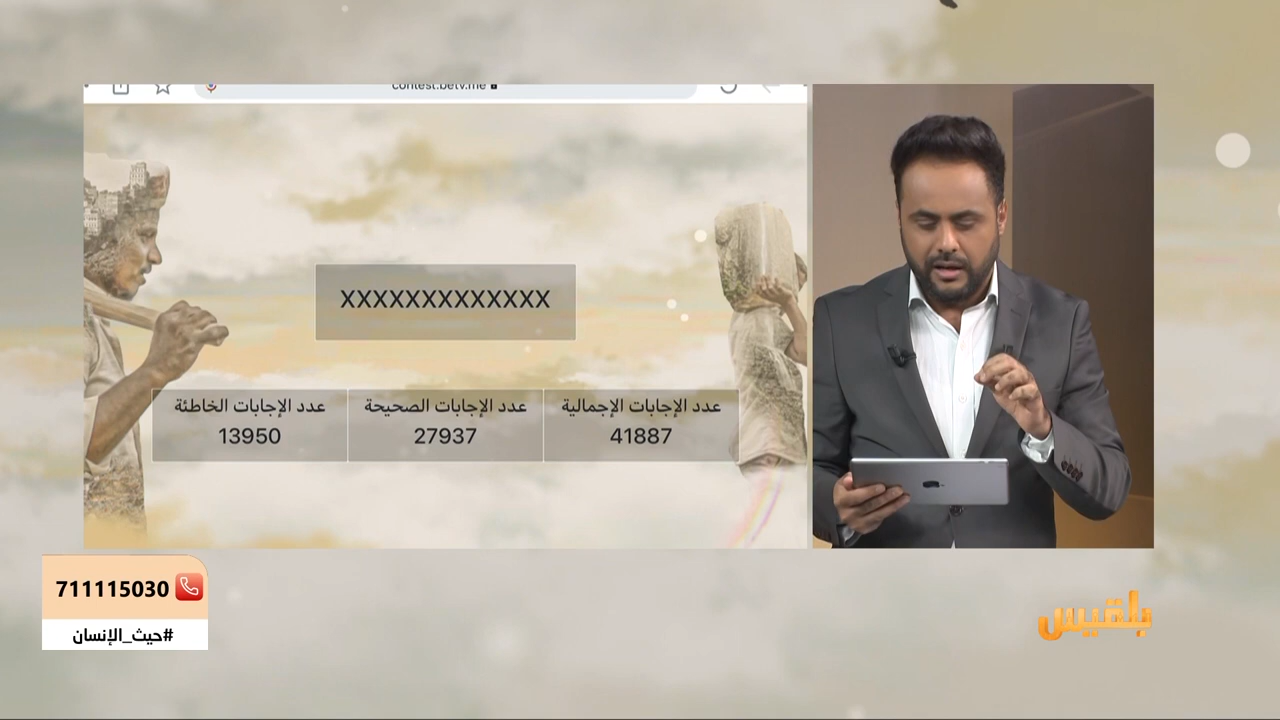 contest.betv.me
XXXXXXXXXXXXX
عدد الإجابات الإجمالية
41887
عدد الإجابات الصحيحة
27937
عدد الإجابات الخاطئة
13950
711115030
#حيث_الإنسان
بلقيس